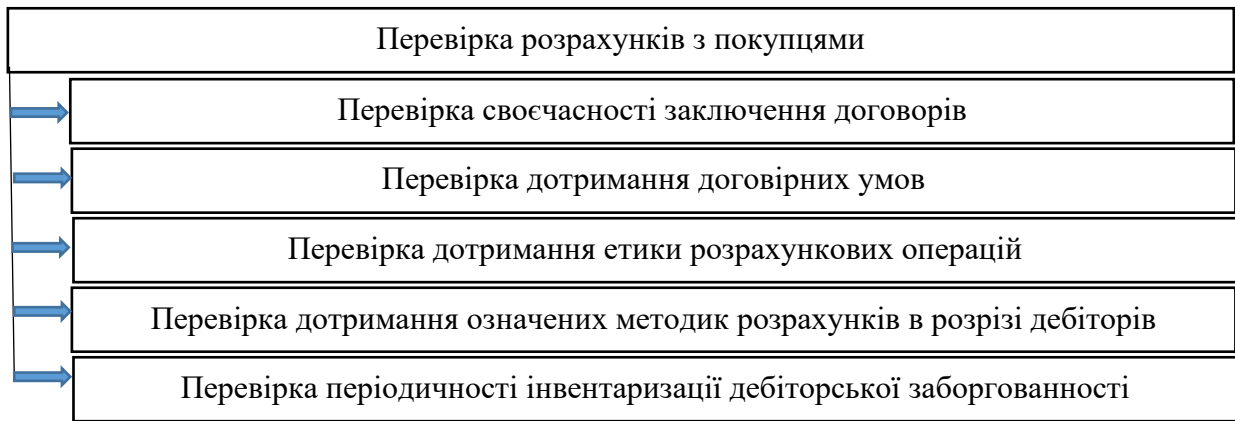 Перевірка розрахунків з покупцями
Перевірка своєчасності заключення договорів
Перевірка дотримання договірних умов
Перевірка дотримання етики розрахункових операцій
Перевірка дотримання означених методик розрахунків в розрізі дебіторів
Перевірка періодичності інвентаризації дебіторської заборгованності